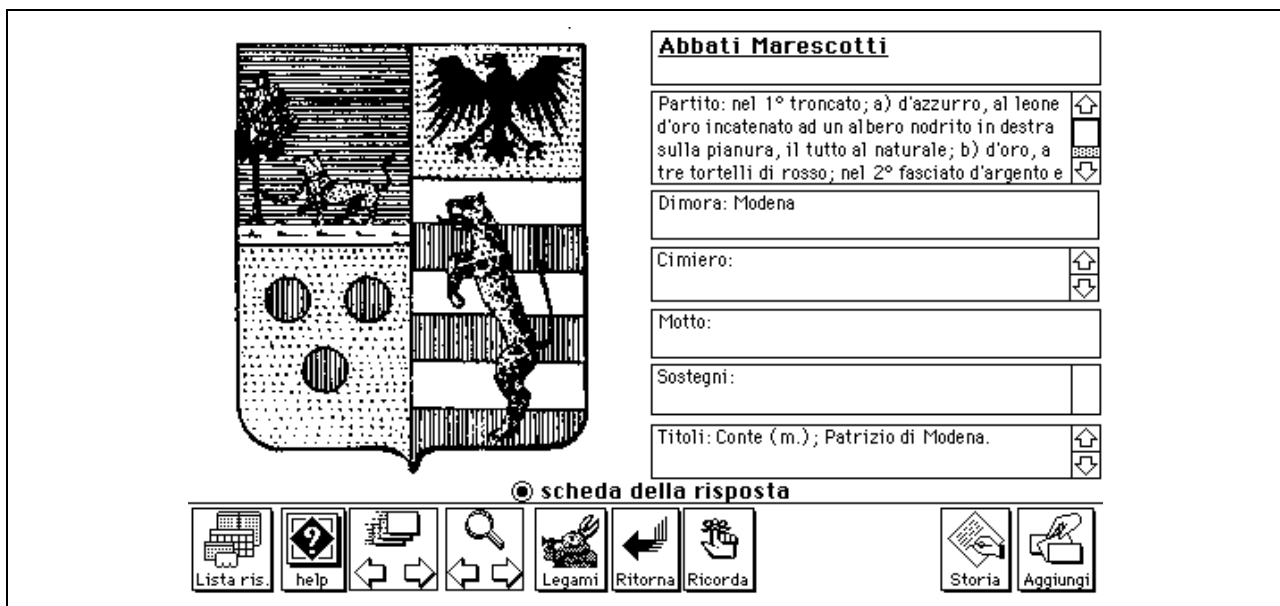 Abbati Marescotti
Partito: nel 1º troncato; a) d'azzurro, al leone
d'oro incatenato ad un albero nodrito in destra
sulla pianura, il tutto al naturale; b) d'oro, a
tre tortelli di rosso; nel 2º fasciato d'argento e
Dimora: Modena
Cimiero:
Motto:
Sostegni:
Titoli: Conte (m.); Patrizio di Modena.
scheda della risposta
Lista ris.
help
Legami
Ritorna
Ricorda
Storia
Aggiungi